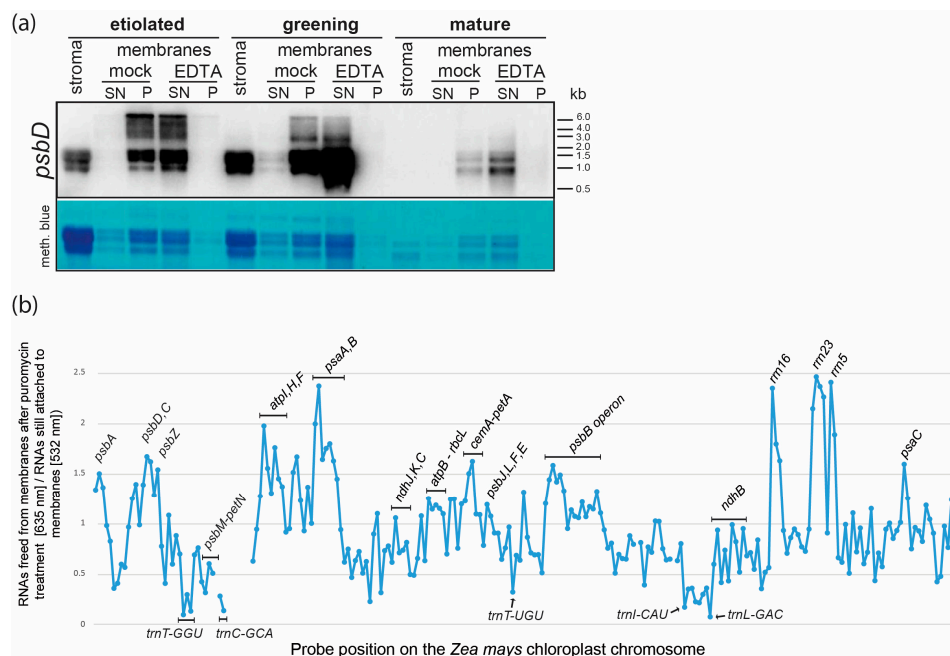 (a)
etiolated greening mature
stroma membranes stroma membranes stroma membranes
mock EDTA mock EDTA mock EDTA
SN P SN P SN P SN P SN P SN P kb
psbD
6.0
4.0
3.0
2.0
1.5
1.0
0.5
meth. blue
(b)
RNAs freed from membranes after puromycin
treatment [635 nm] / RNAs still attached to
membranes [532 nm])
2.5
2
1.5
1
0.5
0
psbA
psbD,C
psbZ
trnT-GGU
psbM-petN
trnC-GCA
atpI,H,F
psaA,B
ndhJ,K,C
atpB - rbcL
cemA-petA
psbJ,L,F,E
trnT-UGU
psbB operon
trnI-CAU
trnL-GAC
ndhB
rrn16
rrn23
rrn5
psaC
Probe position on the Zea mays chloroplast chromosome